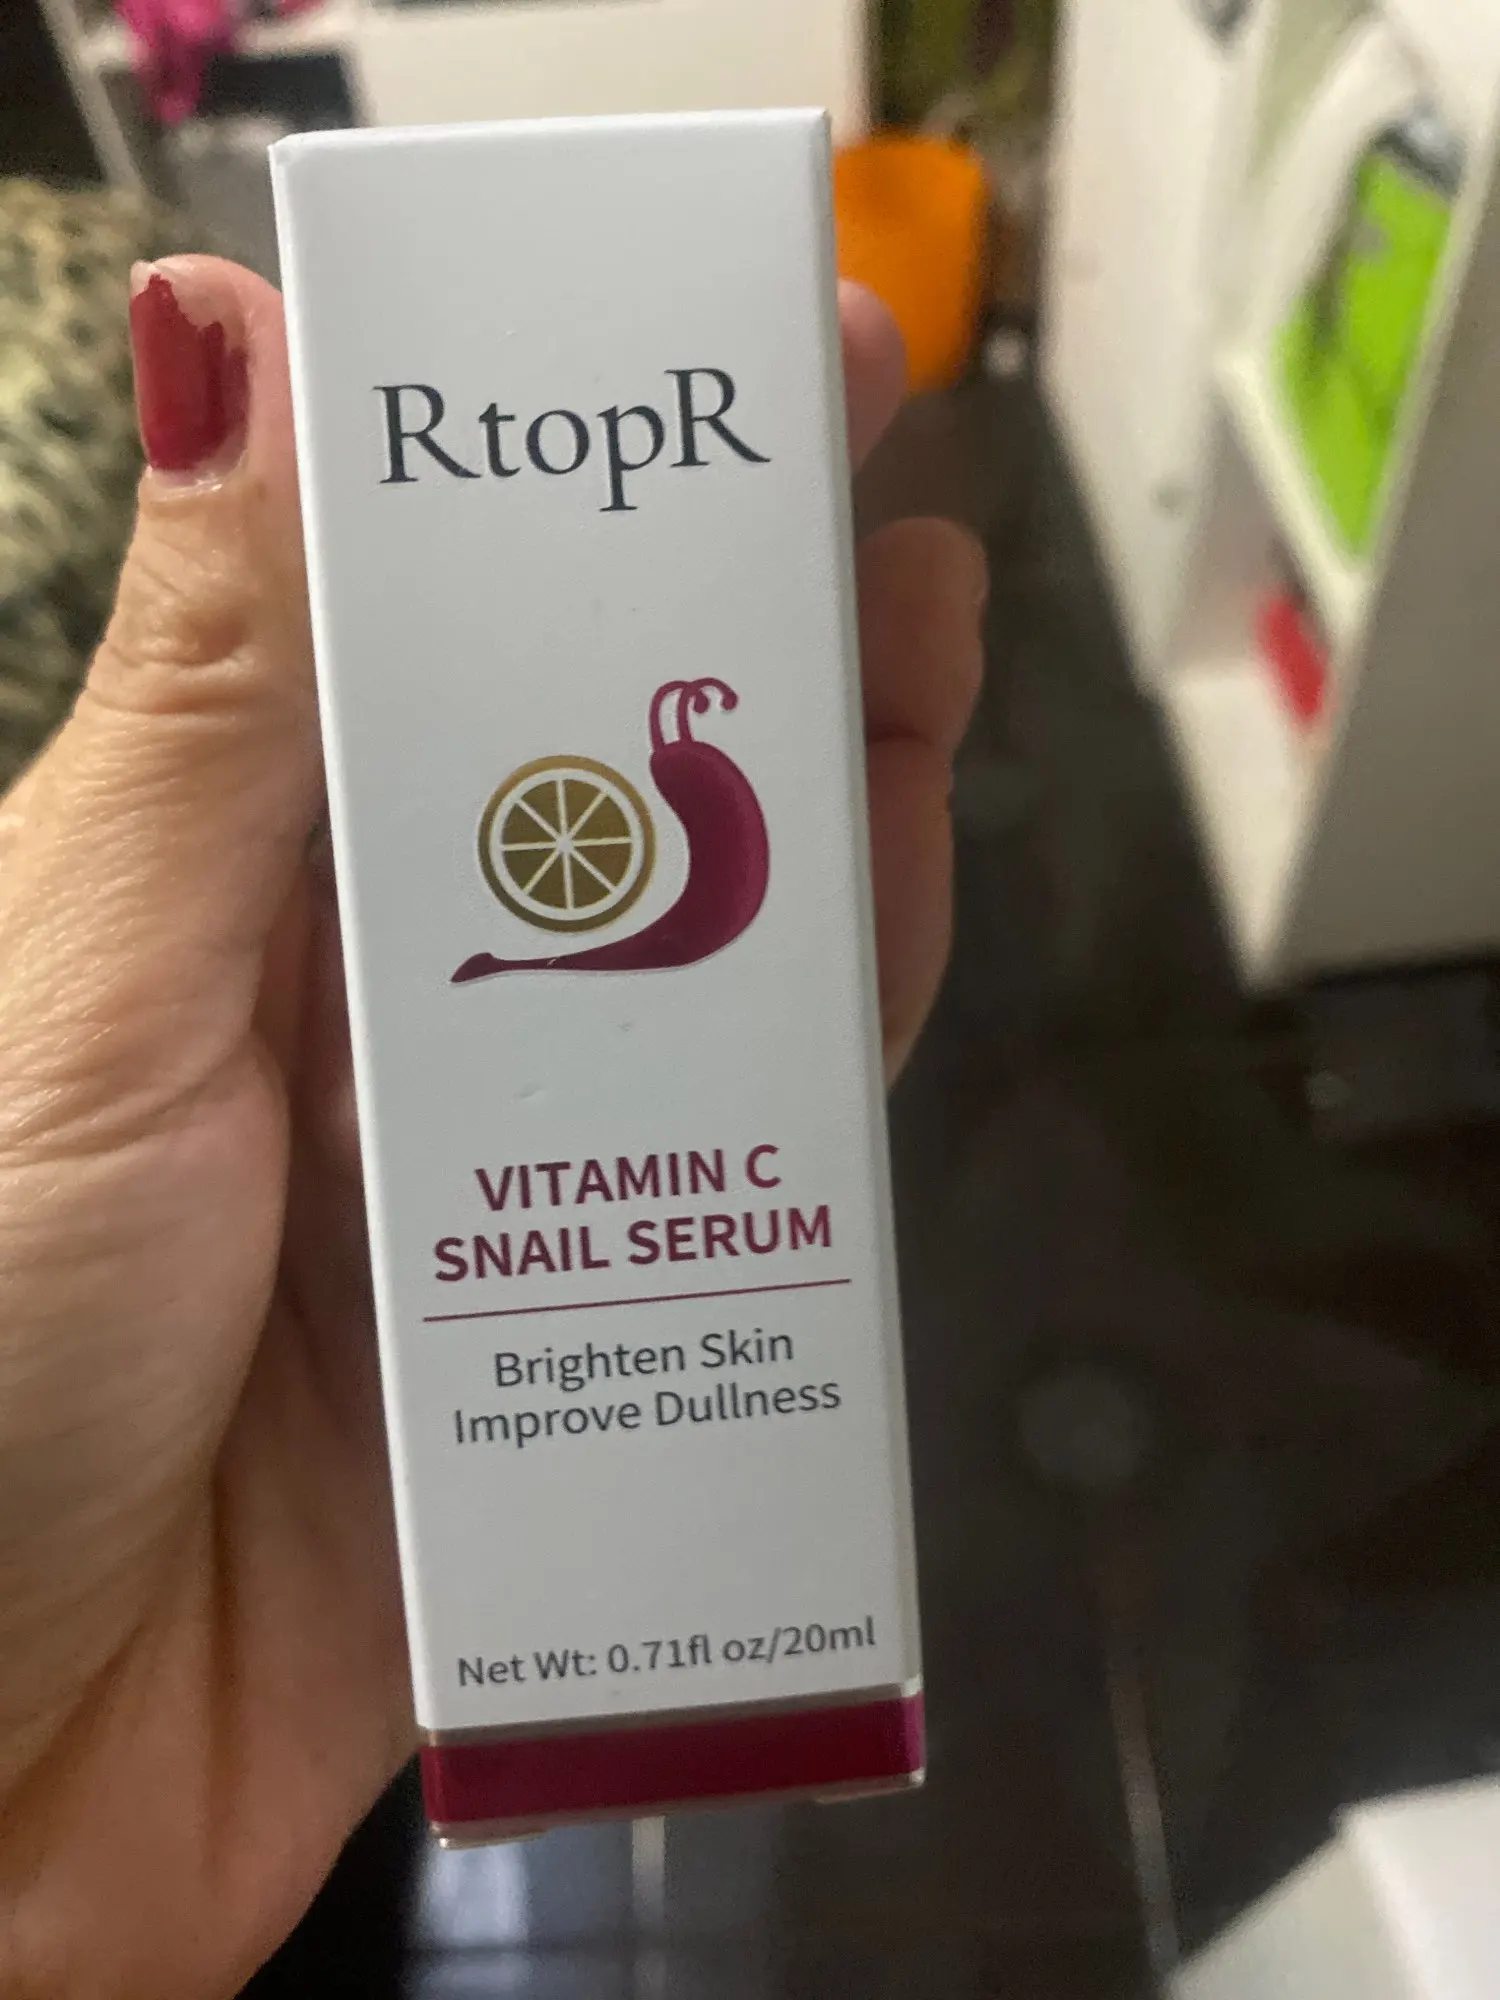 RtopR
VITAMIN C
SNAIL SERUM
Brighten Skin
Improve Dullness
Net Wt: 0.71fl oz/20ml